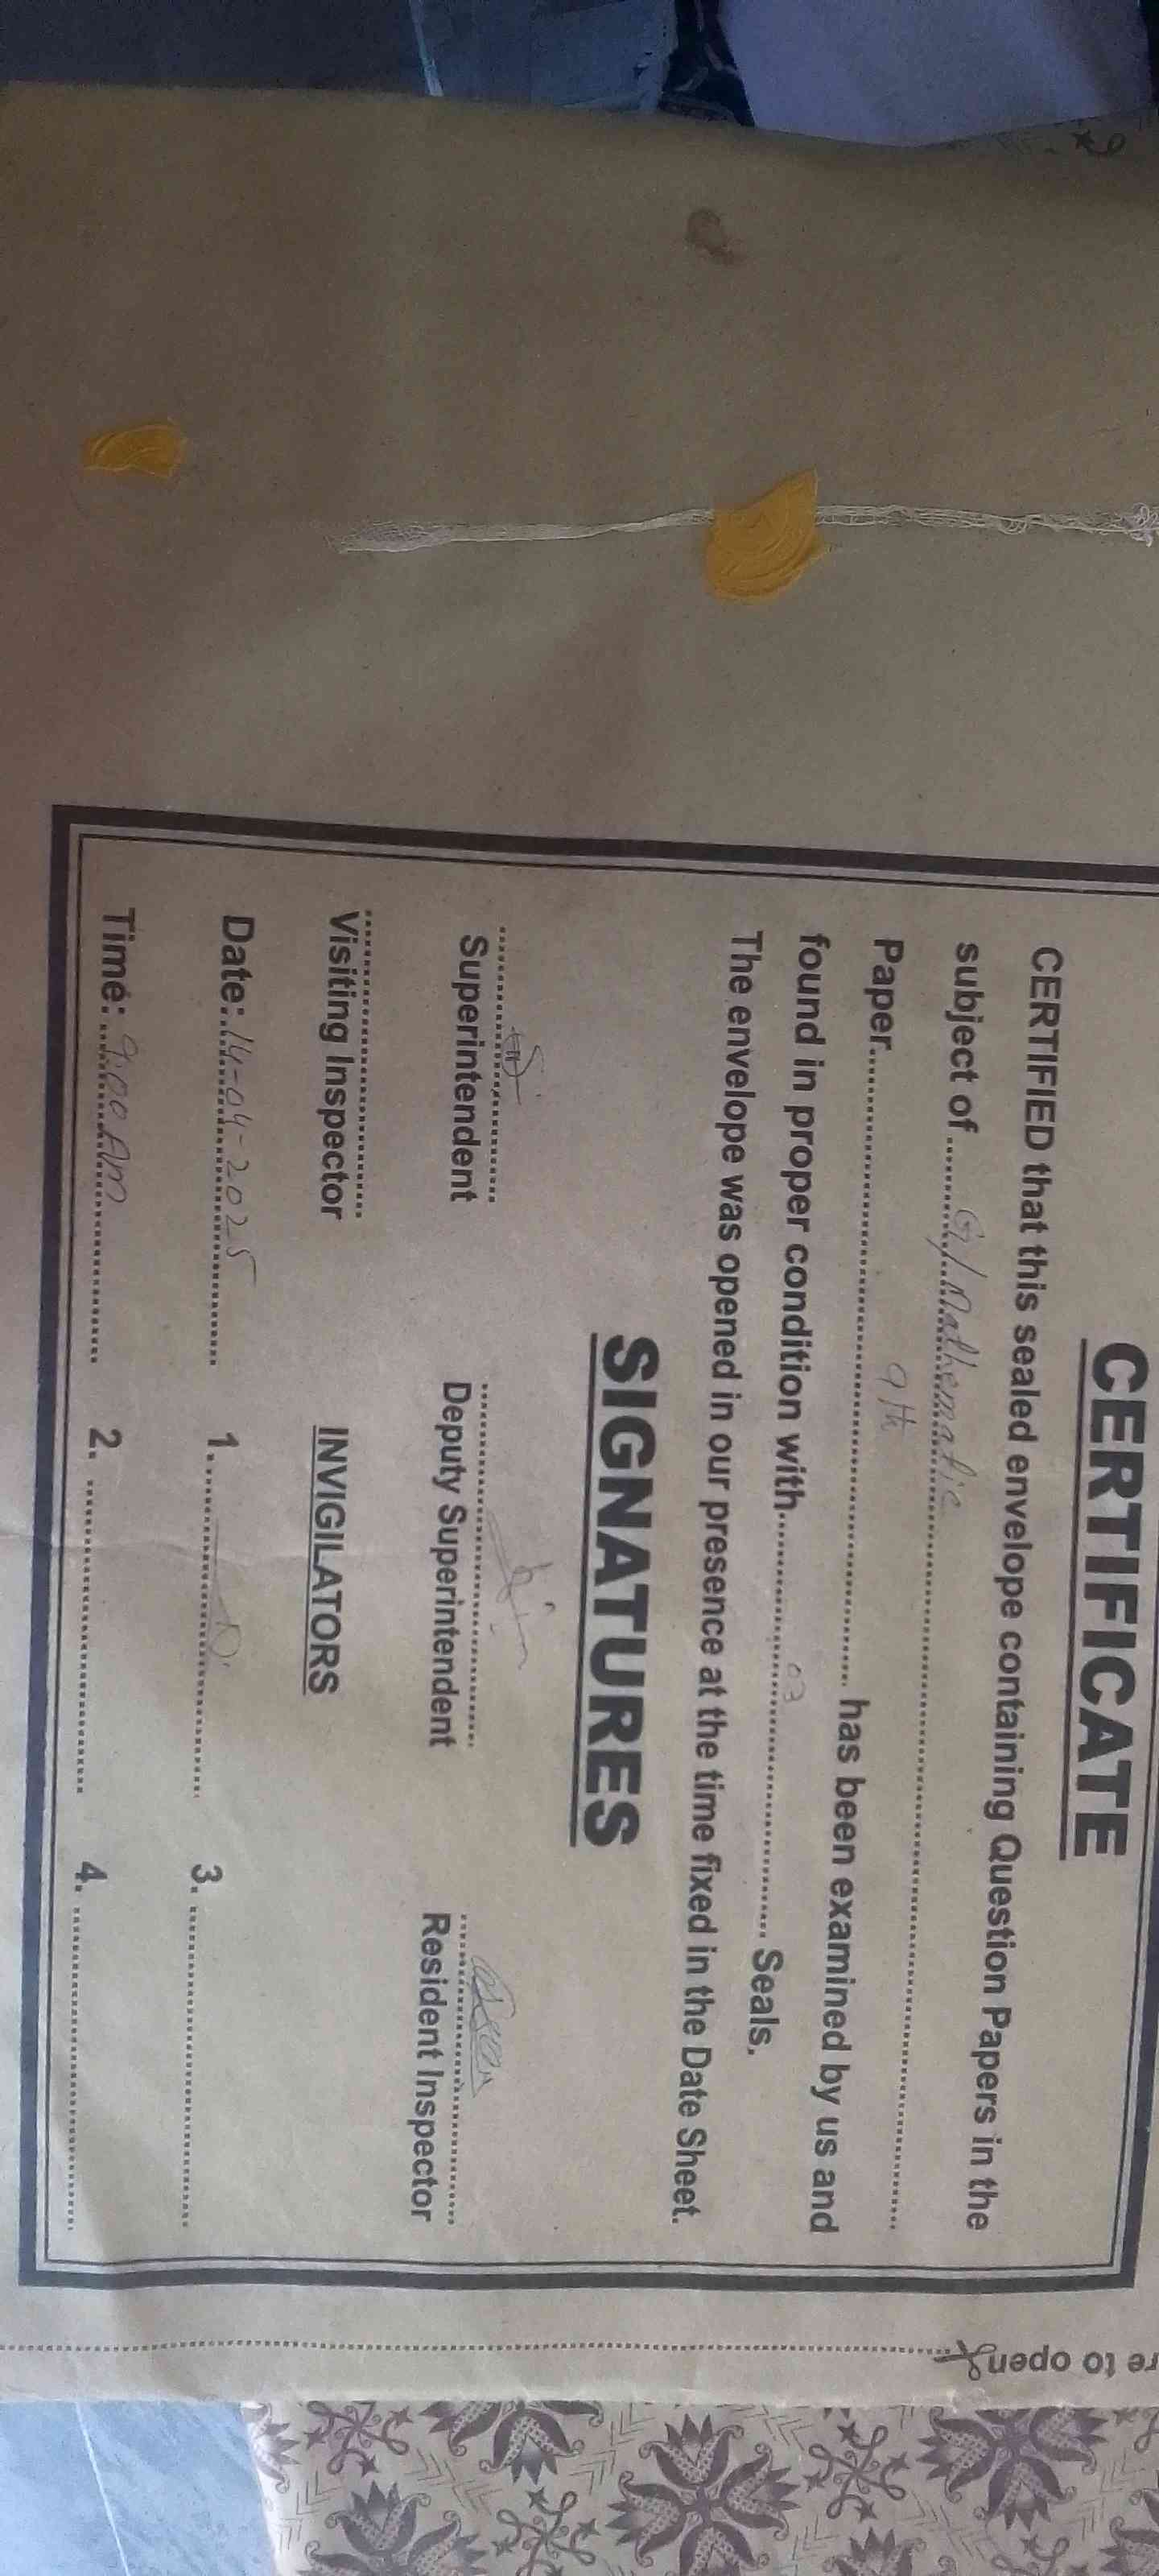 CERTIFICATE
CERTIFIED that this sealed envelope containing Question Papers in the
subject of......G/Mathematic......
Paper......9th...... has been examined by us and
found in proper condition with......03...... Seals.
The envelope was opened in our presence at the time fixed in the Date Sheet.
SIGNATURES
Superintendent Deputy Superintendent Resident Inspector
Visiting Inspector INVIGILATORS
Date:..14-04-2025 1. 3.
Time:..9:00 Am 2. 4.
re to open